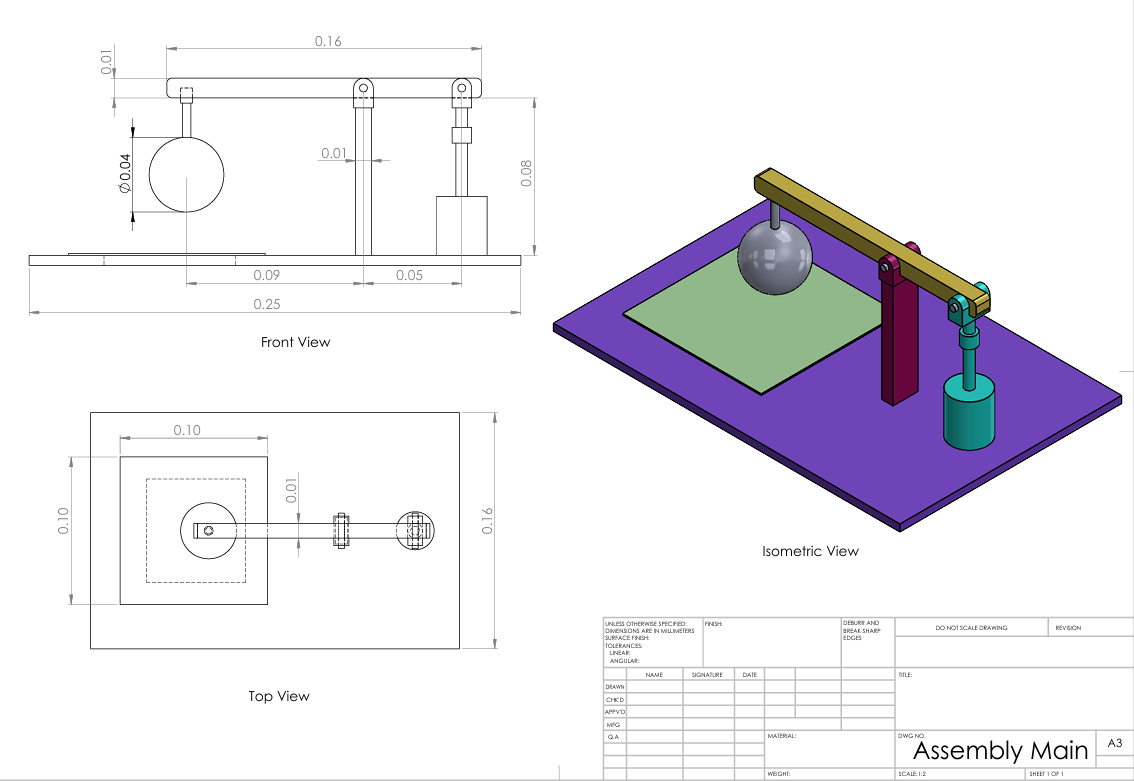 0.16
0.01
Ø0.04
0.01
0.08
0.09
0.05
0.25
Front View
0.10
0.01
0.10
0.16
Top View
Isometric View
UNLESS OTHERWISE SPECIFIED:
DIMENSIONS ARE IN MILLIMETERS
SURFACE FINISH:
TOLERANCES:
LINEAR:
ANGULAR:
FINISH:
DEBURR AND
BREAK SHARP
EDGES
DO NOT SCALE DRAWING
REVISION
NAME
SIGNATURE
DATE
TITLE:
DRAWN
CHK'D
APPV'D
MFG
Q.A
MATERIAL:
DWG NO.
Assembly Main
A3
WEIGHT:
SCALE:1:2
SHEET 1 OF 1